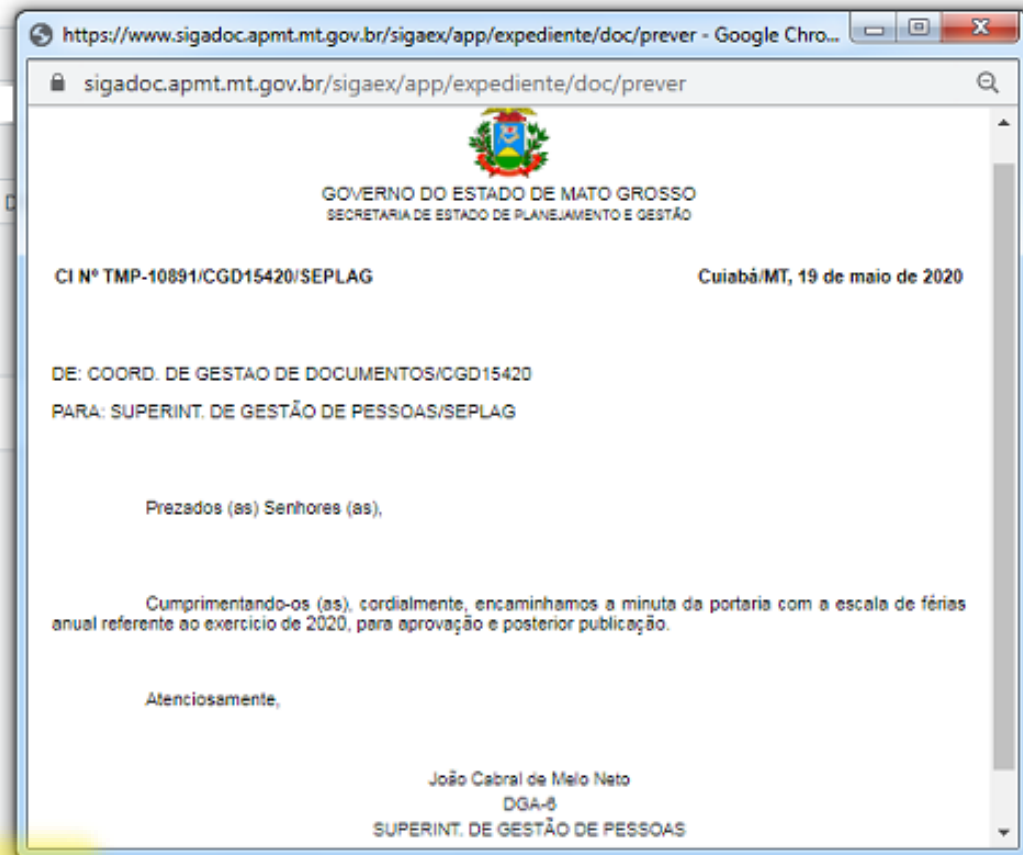 https://www.sigadoc.apmt.mt.gov.br/sigaex/app/expediente/doc/prever - Google Chro...
sigadoc.apmt.mt.gov.br/sigaex/app/expediente/doc/prever
GOVERNO DO ESTADO DE MATO GROSSO
SECRETARIA DE ESTADO DE PLANEJAMENTO E GESTÃO
CI Nº TMP-10891/CGD15420/SEPLAG Cuiabá/MT, 19 de maio de 2020
DE: COORD. DE GESTAO DE DOCUMENTOS/CGD15420
PARA: SUPERINT. DE GESTÃO DE PESSOAS/SEPLAG
Prezados (as) Senhores (as),
Cumprimentando-os (as), cordialmente, encaminhamos a minuta da portaria com a escala de férias
anual referente ao exercício de 2020, para aprovação e posterior publicação.
Atenciosamente,
João Cabral de Melo Neto
DGA-6
SUPERINT. DE GESTÃO DE PESSOAS